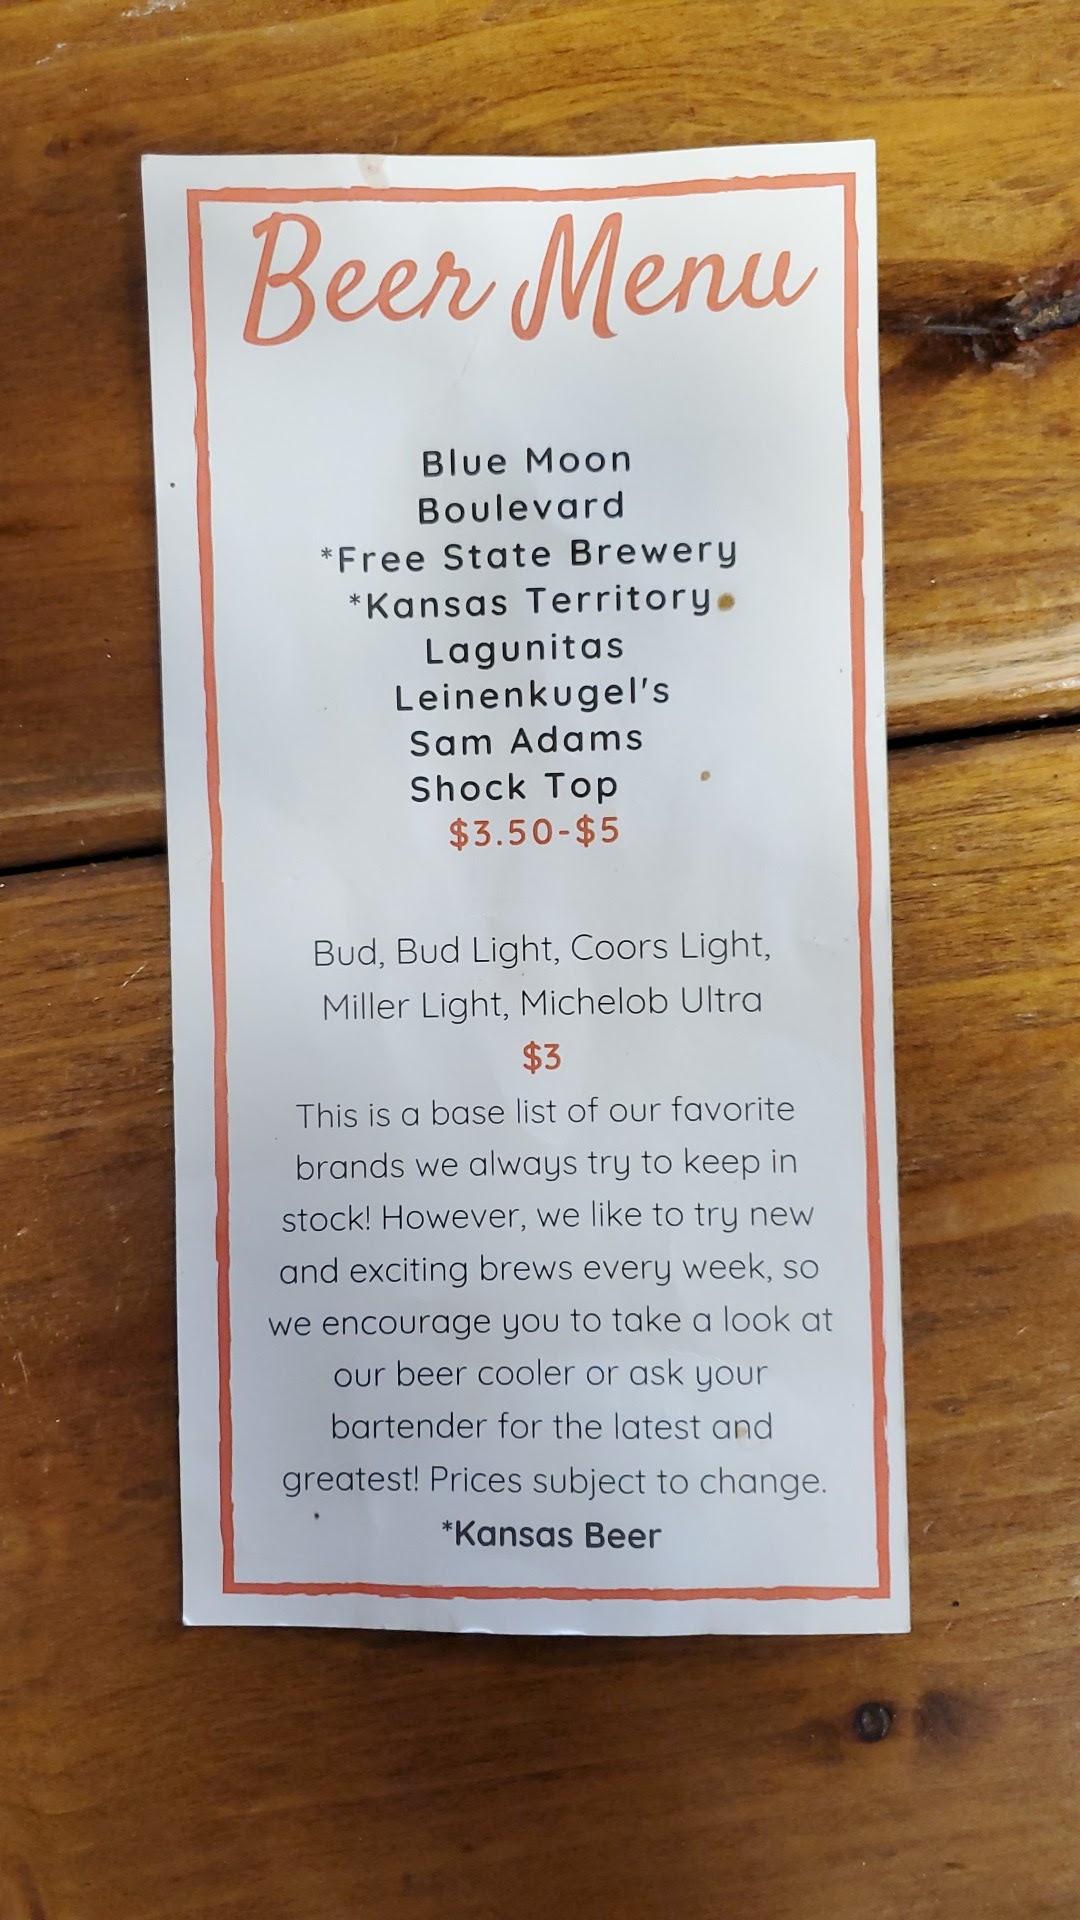 Beer Menu
Blue Moon
Boulevard
*Free State Brewery
*Kansas Territory
Lagunitas
Leinenkugel's
Sam Adams
Shock Top
$3.50-$5
Bud, Bud Light, Coors Light,
Miller Light, Michelob Ultra
$3
This is a base list of our favorite
brands we always try to keep in
stock! However, we like to try new
and exciting brews every week, so
we encourage you to take a look at
our beer cooler or ask your
bartender for the latest and
greatest! Prices subject to change.
*Kansas Beer